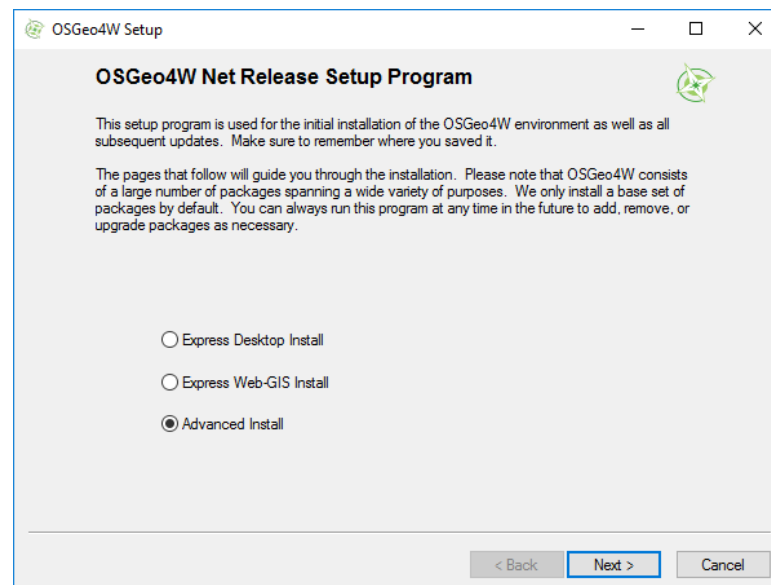 OSGeo4W Setup
OSGeo4W Net Release Setup Program
This setup program is used for the initial installation of the OSGeo4W environment as well as all
subsequent updates.  Make sure to remember where you saved it.
The pages that follow will guide you through the installation.  Please note that OSGeo4W consists
of a large number of packages spanning a wide variety of purposes.  We only install a base set of
packages by default.  You can always run this program at any time in the future to add, remove, or
upgrade packages as necessary.
Express Desktop Install
Express Web-GIS Install
Advanced Install
< Back
Next >
Cancel